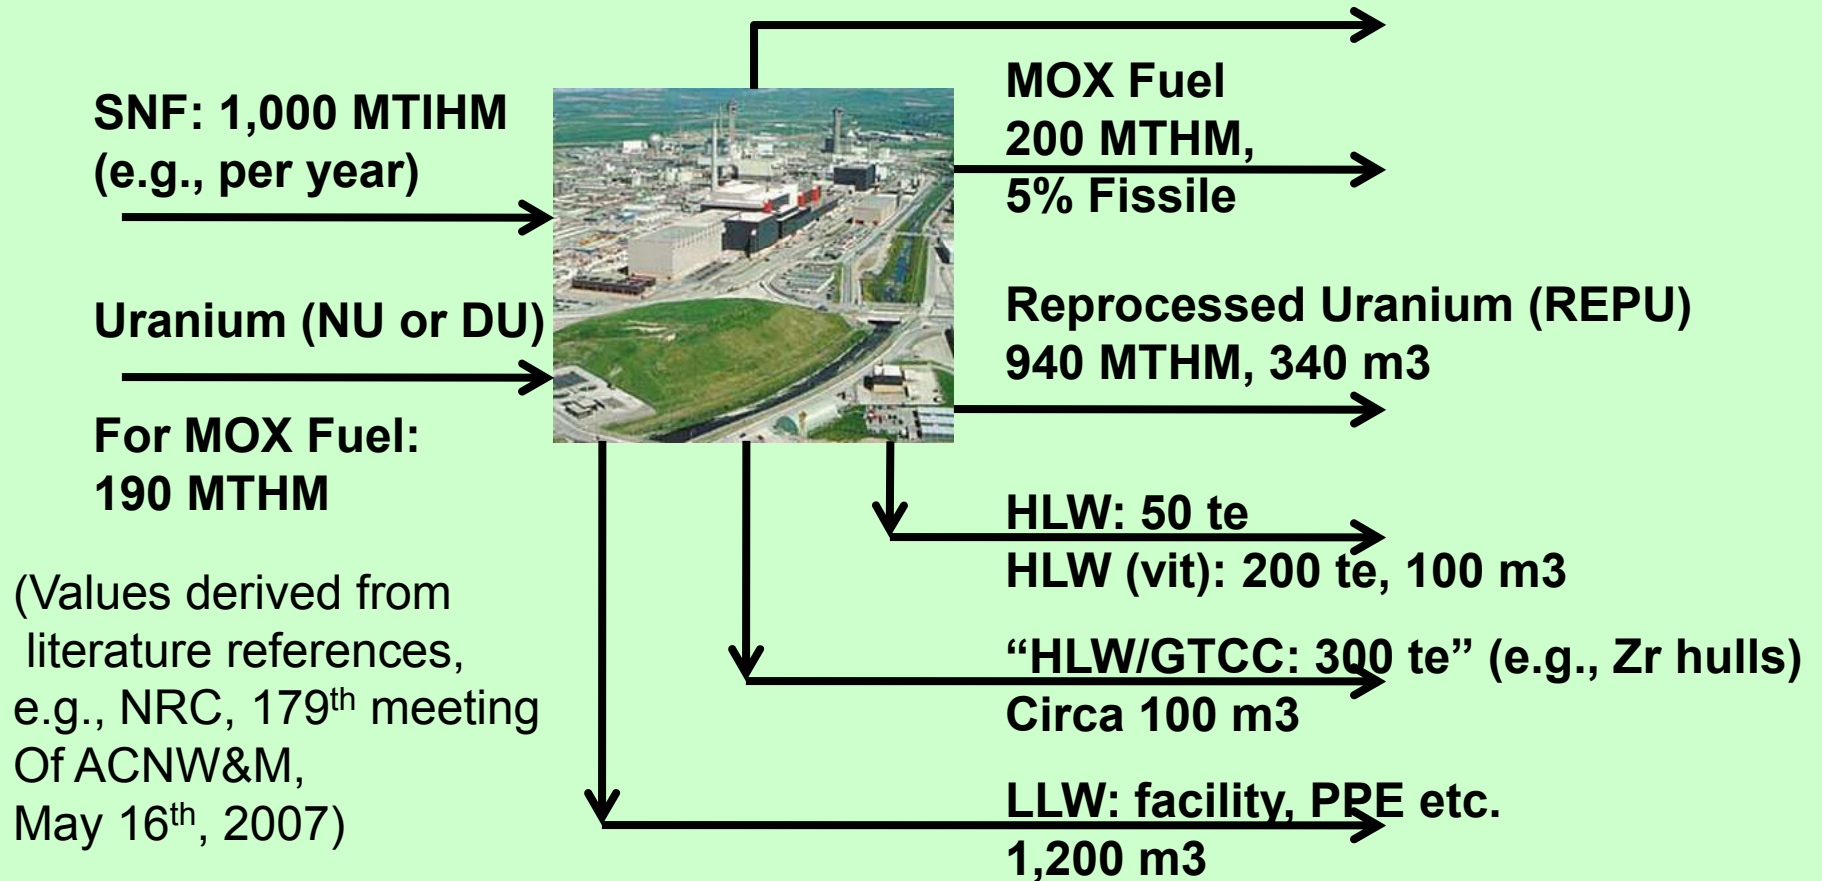 SNF: 1,000 MTIHM
(e.g., per year)
Uranium (NU or DU)
For MOX Fuel:
190 MTHM
(Values derived from
literature references,
e.g., NRC, 179th meeting
Of ACNW&M,
May 16th, 2007)
MOX Fuel
200 MTHM,
5% Fissile
Reprocessed Uranium (REPU)
940 MTHM, 340 m3
HLW: 50 te
HLW (vit): 200 te, 100 m3
“HLW/GTCC: 300 te” (e.g., Zr hulls)
Circa 100 m3
LLW: facility, PPE etc.
1,200 m3